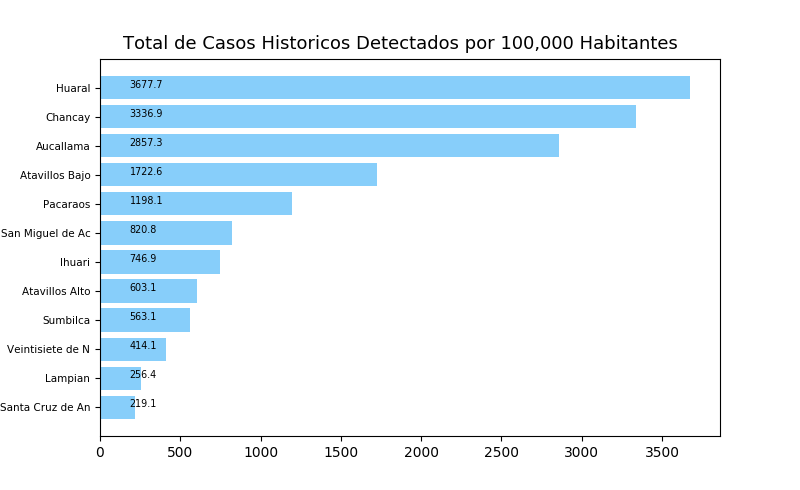 Total de Casos Historicos Detectados por 100,000 Habitantes
Huaral 3677.7
Chancay 3336.9
Aucallama 2857.3
Atavillos Bajo 1722.6
Pacaraos 1198.1
San Miguel de Ac 820.8
Ihuari 746.9
Atavillos Alto 603.1
Sumbilca 563.1
Veintisiete de N 414.1
Lampian 256.4
Santa Cruz de An 219.1
0 500 1000 1500 2000 2500 3000 3500